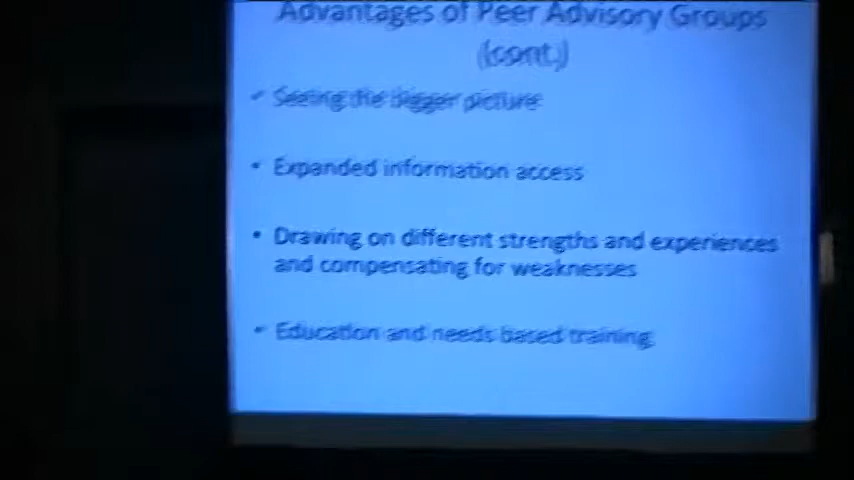 Advantages of Peer Advisory Groups
(cont.)
• Seeing the bigger picture
• Expanded information access
• Drawing on different strengths and experiences
and compensating for weaknesses
• Education and needs based training